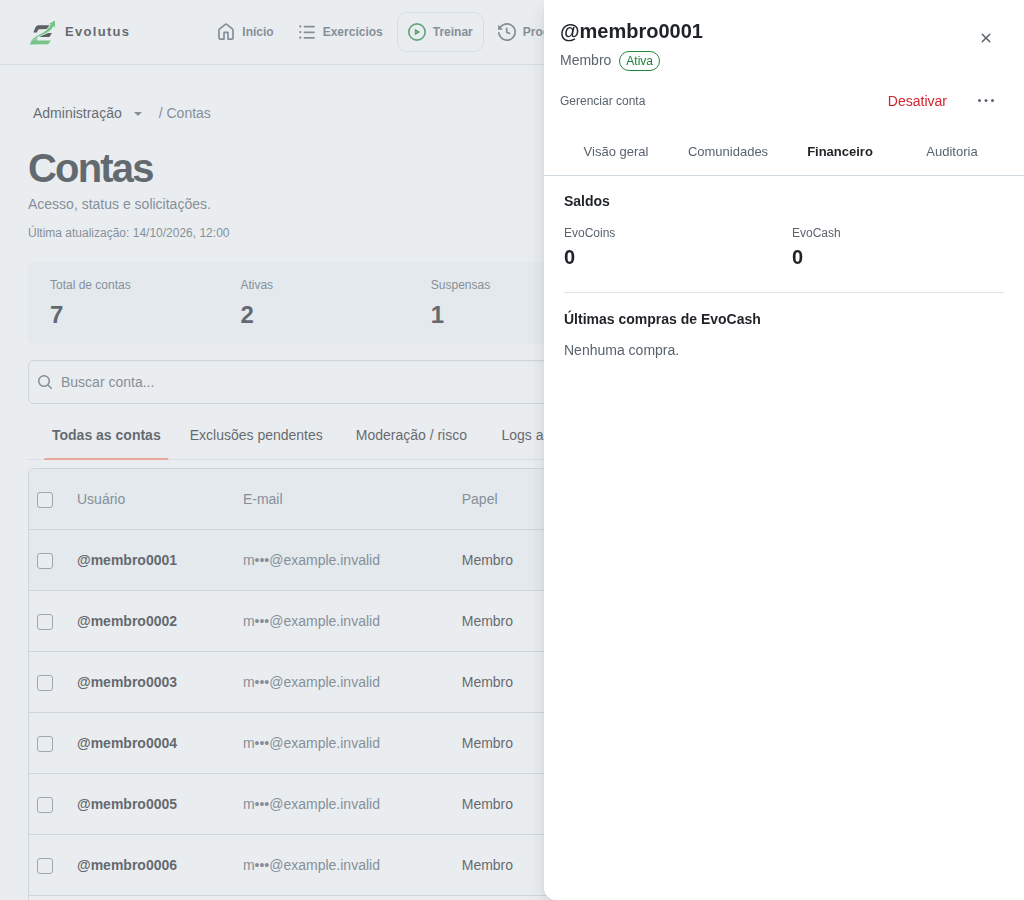 Evolutus
Início
Exercícios
Treinar
Administração / Contas
Contas
Acesso, status e solicitações.
Última atualização: 14/10/2026, 12:00
Total de contas
7
Ativas
2
Suspensas
1
Buscar conta...
Todas as contas
Exclusões pendentes
Moderação / risco
Usuário E-mail Papel
@membro0001 m•••@example.invalid Membro
@membro0002 m•••@example.invalid Membro
@membro0003 m•••@example.invalid Membro
@membro0004 m•••@example.invalid Membro
@membro0005 m•••@example.invalid Membro
@membro0006 m•••@example.invalid Membro
@membro0001
Membro Ativa
Gerenciar conta Desativar
Visão geral Comunidades Financeiro Auditoria
Saldos
EvoCoins EvoCash
0 0
Últimas compras de EvoCash
Nenhuma compra.